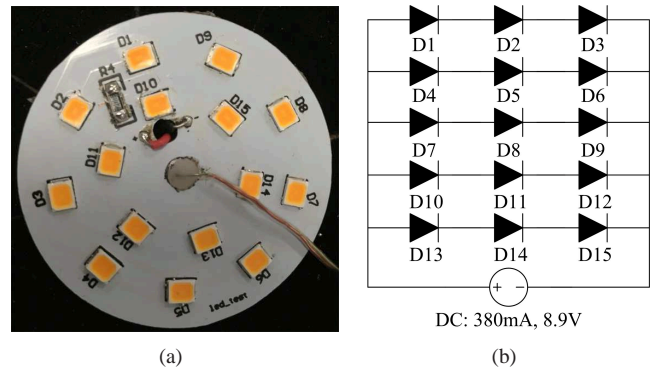 D1
D9
R4
D10
D2
D15
D8
D11
D14
D3
D7
D12
D13
D4
D6
D5
led_test
(a)
D1 D2 D3
D4 D5 D6
D7 D8 D9
D10 D11 D12
D13 D14 D15
+ −
DC: 380mA, 8.9V
(b)